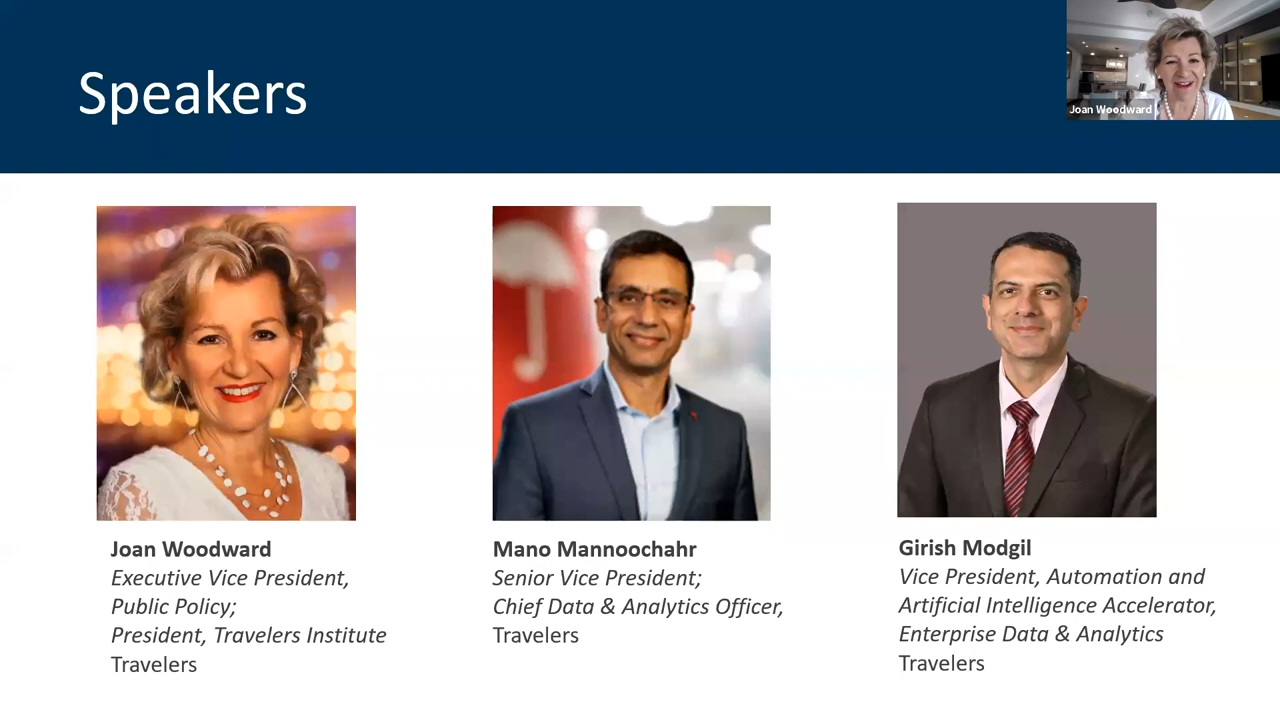 Speakers
Joan Woodward
Joan Woodward
Executive Vice President,
Public Policy;
President, Travelers Institute
Travelers
Mano Mannoochahr
Senior Vice President;
Chief Data & Analytics Officer,
Travelers
Girish Modgil
Vice President, Automation and
Artificial Intelligence Accelerator,
Enterprise Data & Analytics
Travelers